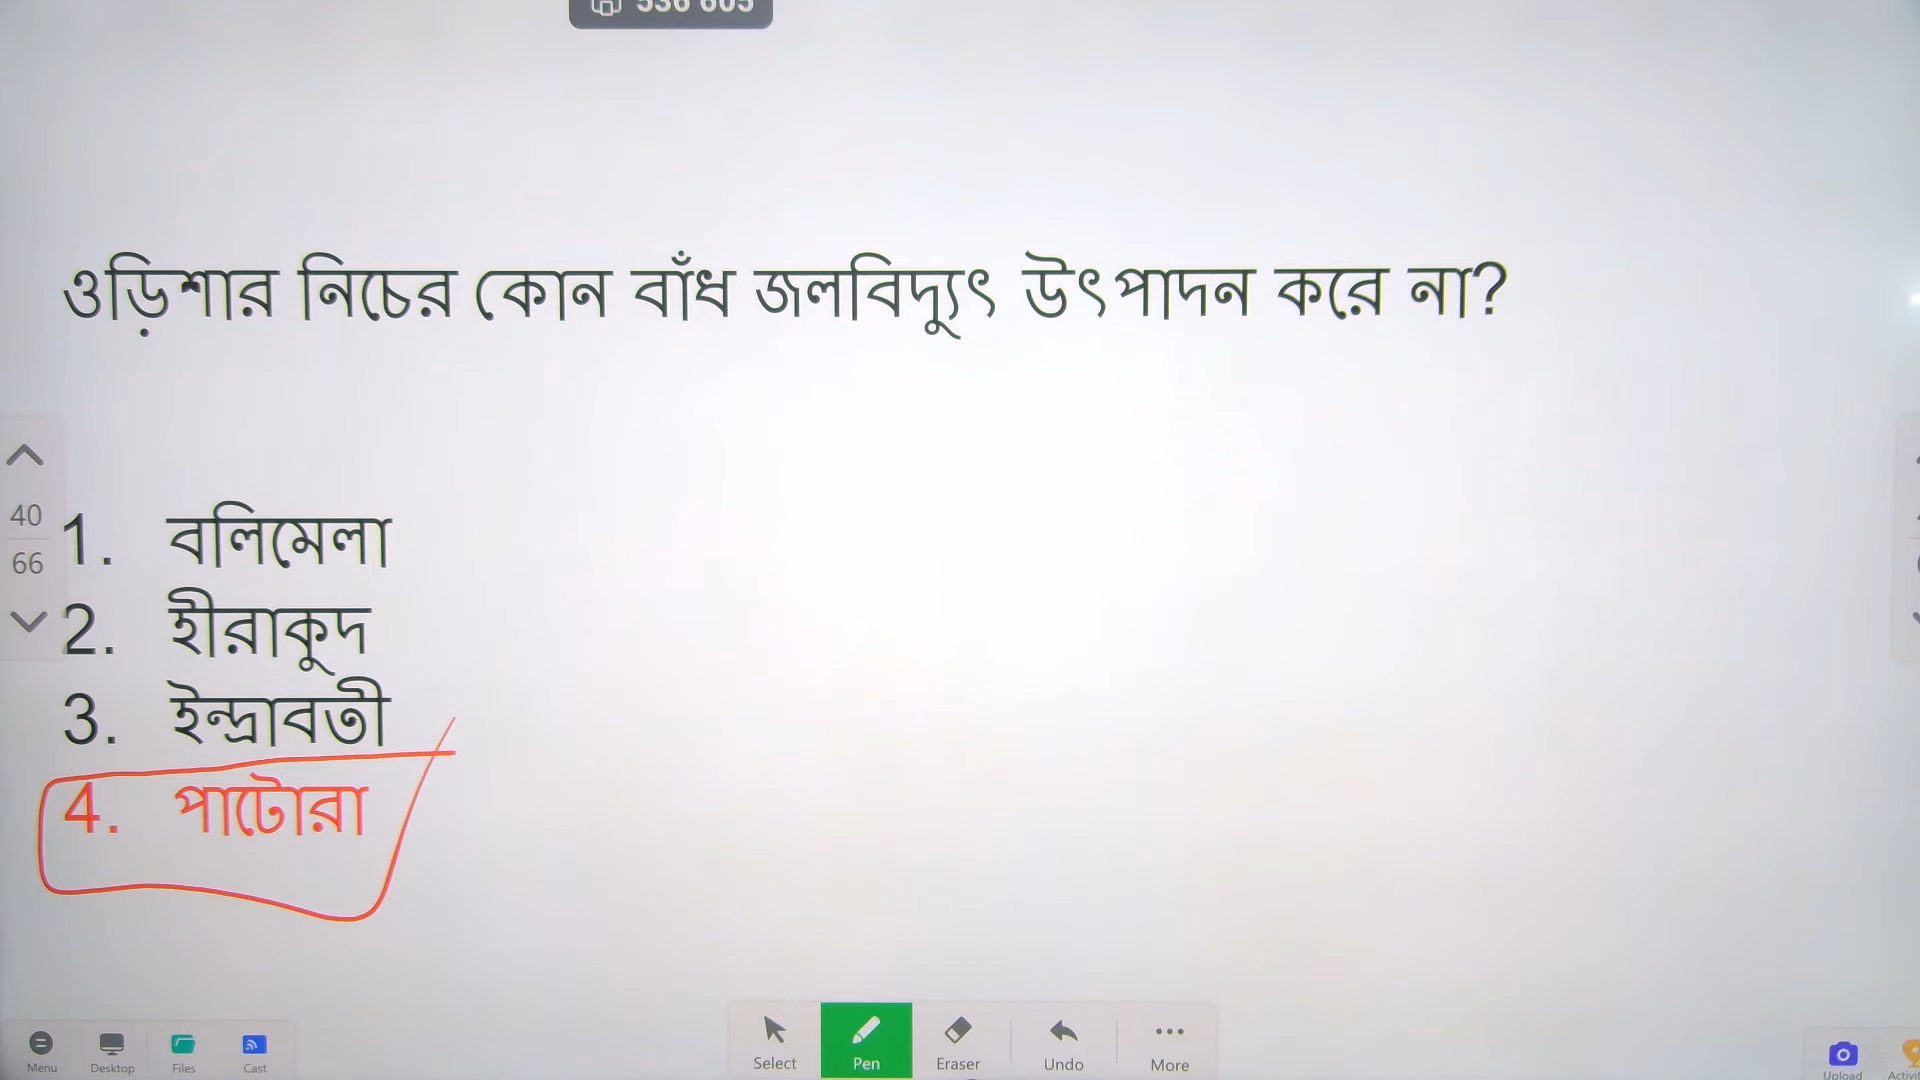 ওড়িশার নিচের কোন বাঁধ জলবিদ্যুৎ উৎপাদন করে না?
40
66
1. বলিমেলা
2. হীরাকুদ
3. ইন্দ্রাবতী
4. পাটোরা
Menu Desktop Files Cast
Select Pen Eraser Undo More
Upload